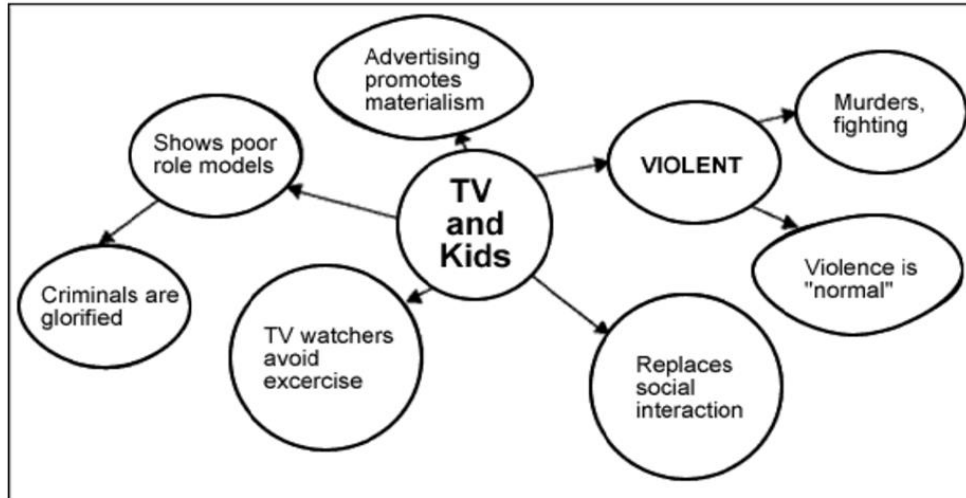 Advertising
promotes
materialism
Murders,
fighting
Shows poor
role models
VIOLENT
TV
and
Kids
Criminals are
glorified
Violence is
"normal"
TV watchers
avoid
excercise
Replaces
social
interaction